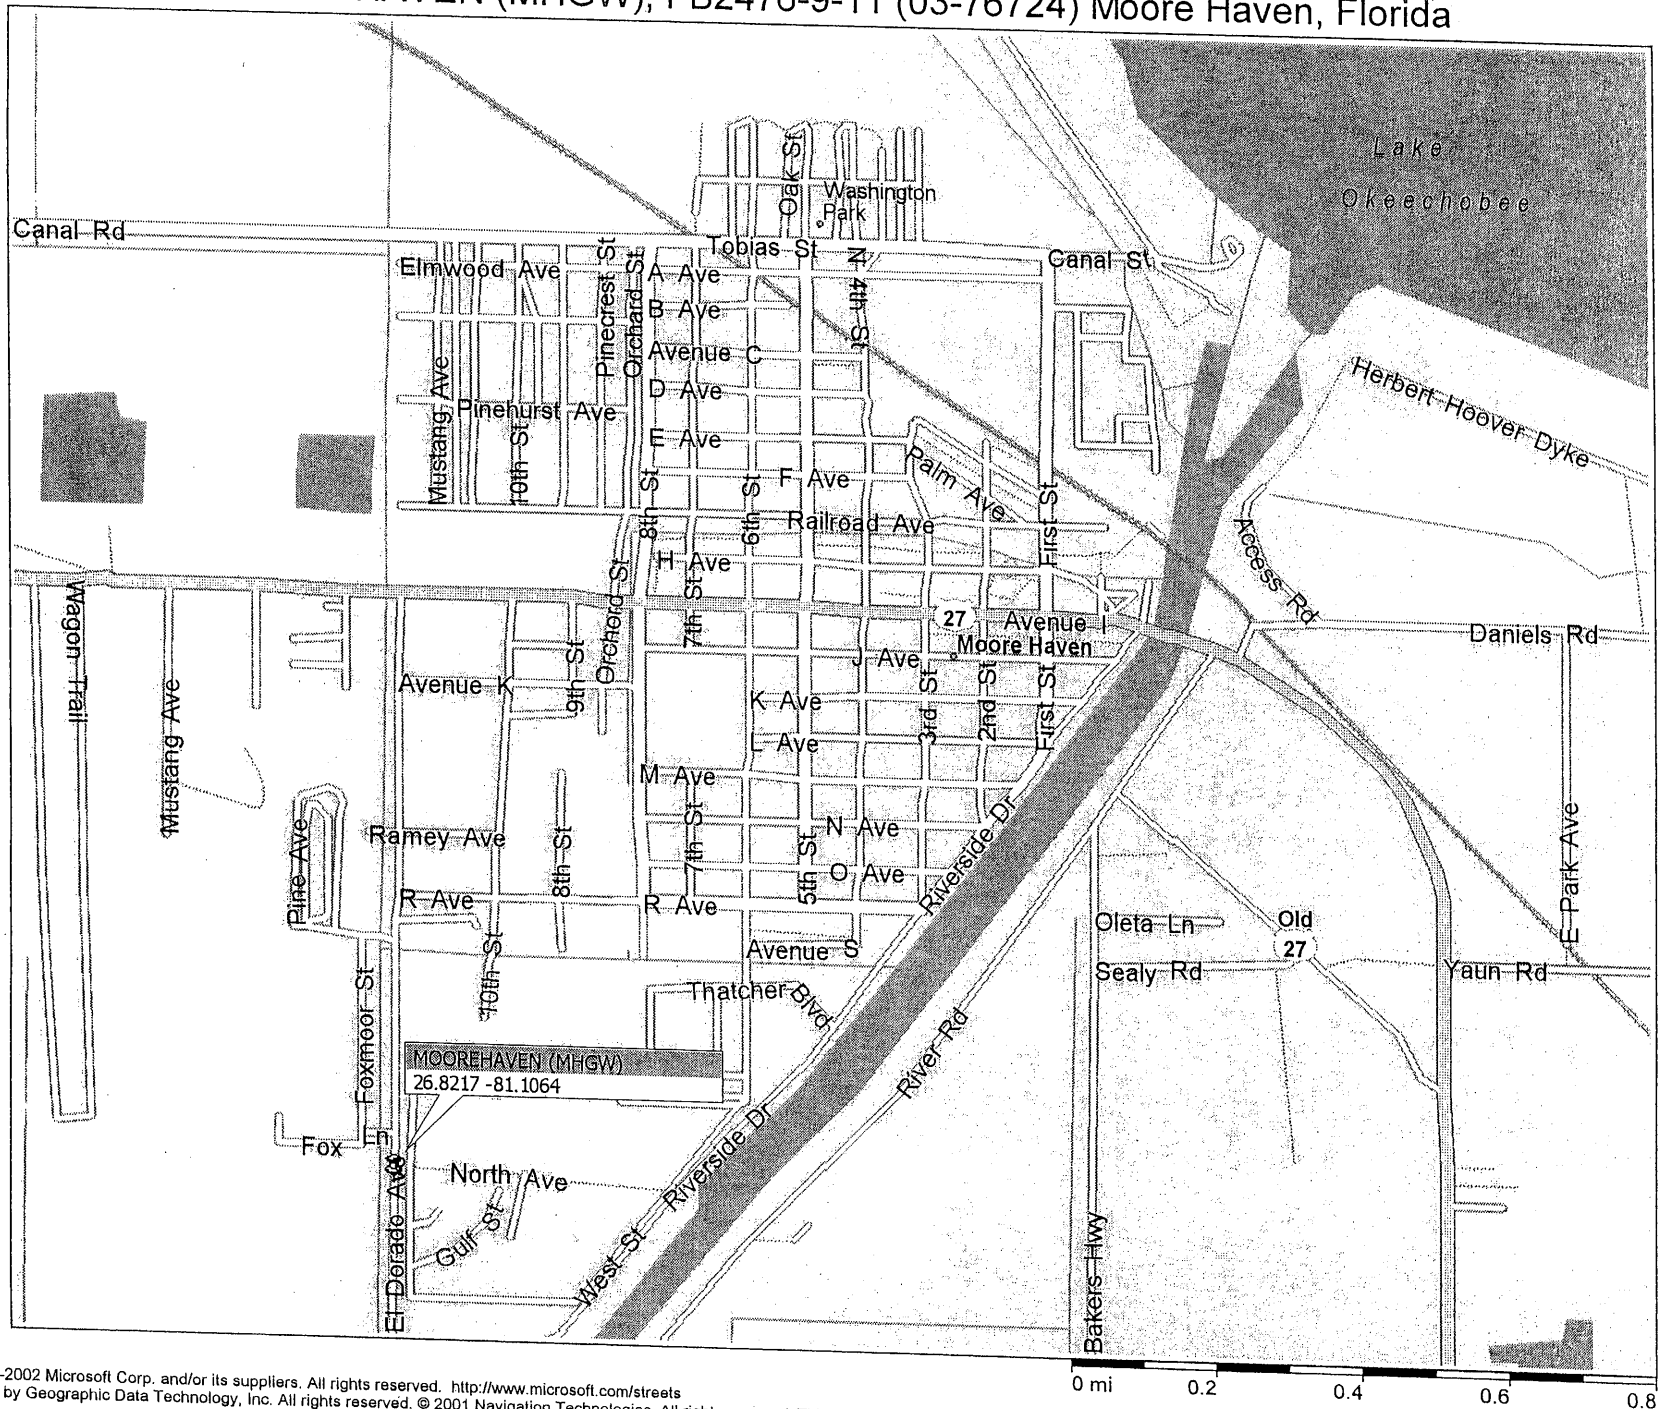 (MHGW), PB2476-9-11 (03-76724) Moore Haven, Florida
Lake
Okeechobee
Oak St
Washington
Park
Canal Rd
Tobias St
Canal St
Elmwood Ave
Pinecrest St
Orchard St
A Ave
N 4th St
B Ave
Avenue C
Mustang Ave
D Ave
Herbert Hoover Dyke
Pinehurst Ave
10th St
E Ave
Palm Ave
8th St
6th St
F Ave
First St
Railroad Ave
Access Rd
H Ave
Wagon Trail
Orchord St
7th St
27
Avenue I
Moore Haven
Daniels Rd
J Ave
Mustang Ave
Avenue K
9th St
K Ave
3rd St
2nd St
First St
L Ave
M Ave
Pine Ave
Ramey Ave
8th St
7th St
N Ave
5th St
O Ave
Riverside Dr
E Park Ave
R Ave
R Ave
Oleta Ln
Old
27
Avenue S
Sealy Rd
Yaun Rd
10th St
Foxmoor St
Thatcher Blvd
River Rd
MOOREHAVEN (MHGW)
26.8217 -81.1064
Fox Ln
North Ave
Riverside Dr
El Dorado Ave
Gulf St
West St
Bakers Hwy
-2002 Microsoft Corp. and/or its suppliers. All rights reserved. http://www.microsoft.com/streets
by Geographic Data Technology, Inc. All rights reserved. © 2001 Navigation Technologies.
0 mi 0.2 0.4 0.6 0.8